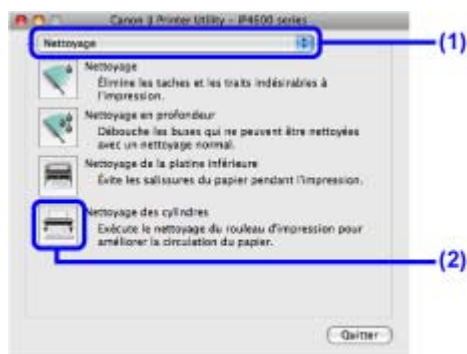 Canon IJ Printer Utility – iP4600 series
Nettoyage
(1)
Nettoyage
Élimine les taches et les traits indésirables à
l'impression.
Nettoyage en profondeur
Débouche les buses qui ne peuvent être nettoyées
avec un nettoyage normal.
Nettoyage de la platine inférieure
Évite les salissures du papier pendant l'impression.
Nettoyage des cylindres
Exécute le nettoyage du rouleau d'impression pour
améliorer la circulation du papier.
(2)
Quitter